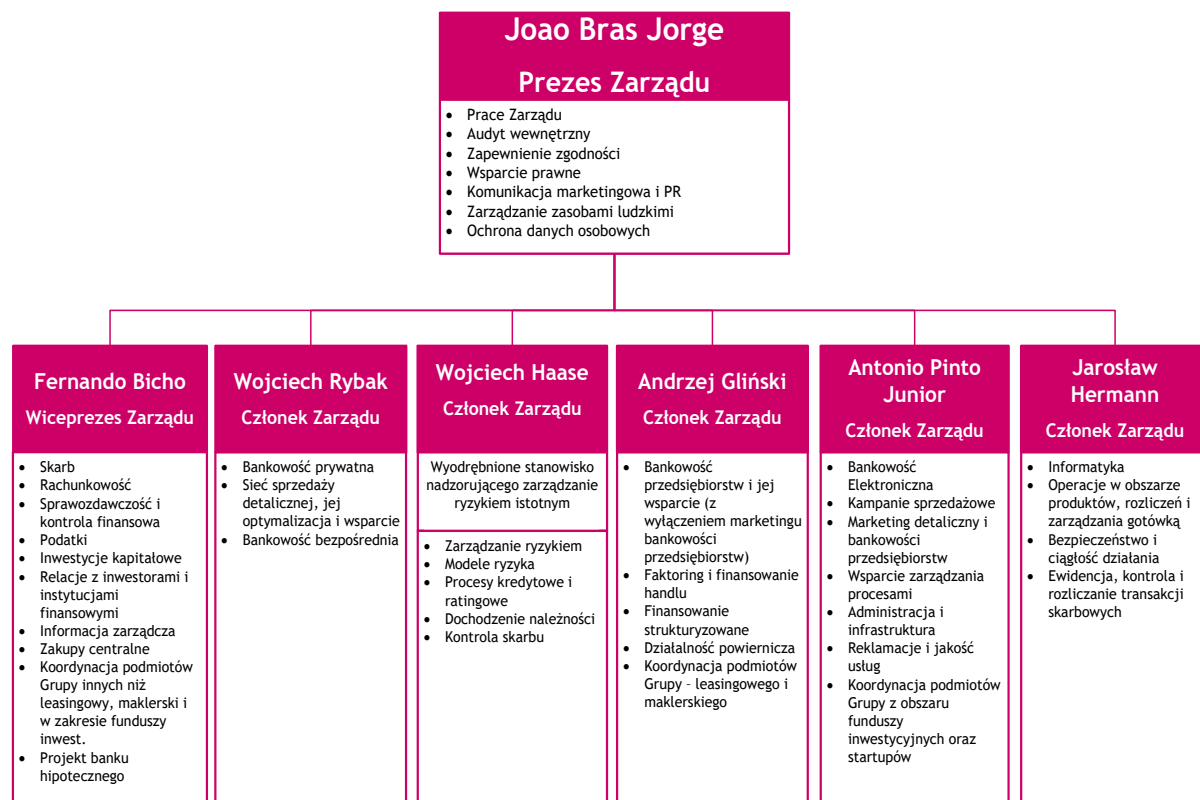 Joao Bras Jorge
Prezes Zarządu
• Prace Zarządu
• Audyt wewnętrzny
• Zapewnienie zgodności
• Wsparcie prawne
• Komunikacja marketingowa i PR
• Zarządzanie zasobami ludzkimi
• Ochrona danych osobowych
Fernando Bicho
Wiceprezes Zarządu
• Skarb
• Rachunkowość
• Sprawozdawczość i
kontrola finansowa
• Podatki
• Inwestycje kapitałowe
• Relacje z inwestorami i
instytucjami
finansowymi
• Informacja zarządcza
• Zakupy centralne
• Koordynacja podmiotów
Grupy innych niż
leasingowy, maklerski i
w zakresie funduszy
inwest.
• Projekt banku
hipotecznego
Wojciech Rybak
Członek Zarządu
• Bankowość prywatna
• Sieć sprzedaży
detalicznej, jej
optymalizacja i wsparcie
• Bankowość bezpośrednia
Wojciech Haase
Członek Zarządu
Wyodrębnione stanowisko
nadzorującego zarządzanie
ryzykiem istotnym
• Zarządzanie ryzykiem
• Modele ryzyka
• Procesy kredytowe i
ratingowe
• Dochodzenie należności
• Kontrola skarbu
Andrzej Gliński
Członek Zarządu
• Bankowość
przedsiębiorstw i jej
wsparcie (z
wyłączeniem marketingu
bankowości
przedsiębiorstw)
• Faktoring i finansowanie
handlu
• Finansowanie
strukturyzowane
• Działalność powiernicza
• Koordynacja podmiotów
Grupy – leasingowego i
maklerskiego
Antonio Pinto
Junior
Członek Zarządu
• Bankowość
Elektroniczna
• Kampanie sprzedażowe
• Marketing detaliczny i
bankowości
przedsiębiorstw
• Wsparcie zarządzania
procesami
• Administracja i
infrastruktura
• Reklamacje i jakość
usług
• Koordynacja podmiotów
Grupy z obszaru
funduszy
inwestycyjnych oraz
startupów
Jarosław
Hermann
Członek Zarządu
• Informatyka
• Operacje w obszarze
produktów, rozliczeń i
zarządzania gotówką
• Bezpieczeństwo i
ciągłość działania
• Ewidencja, kontrola i
rozliczanie transakcji
skarbowych